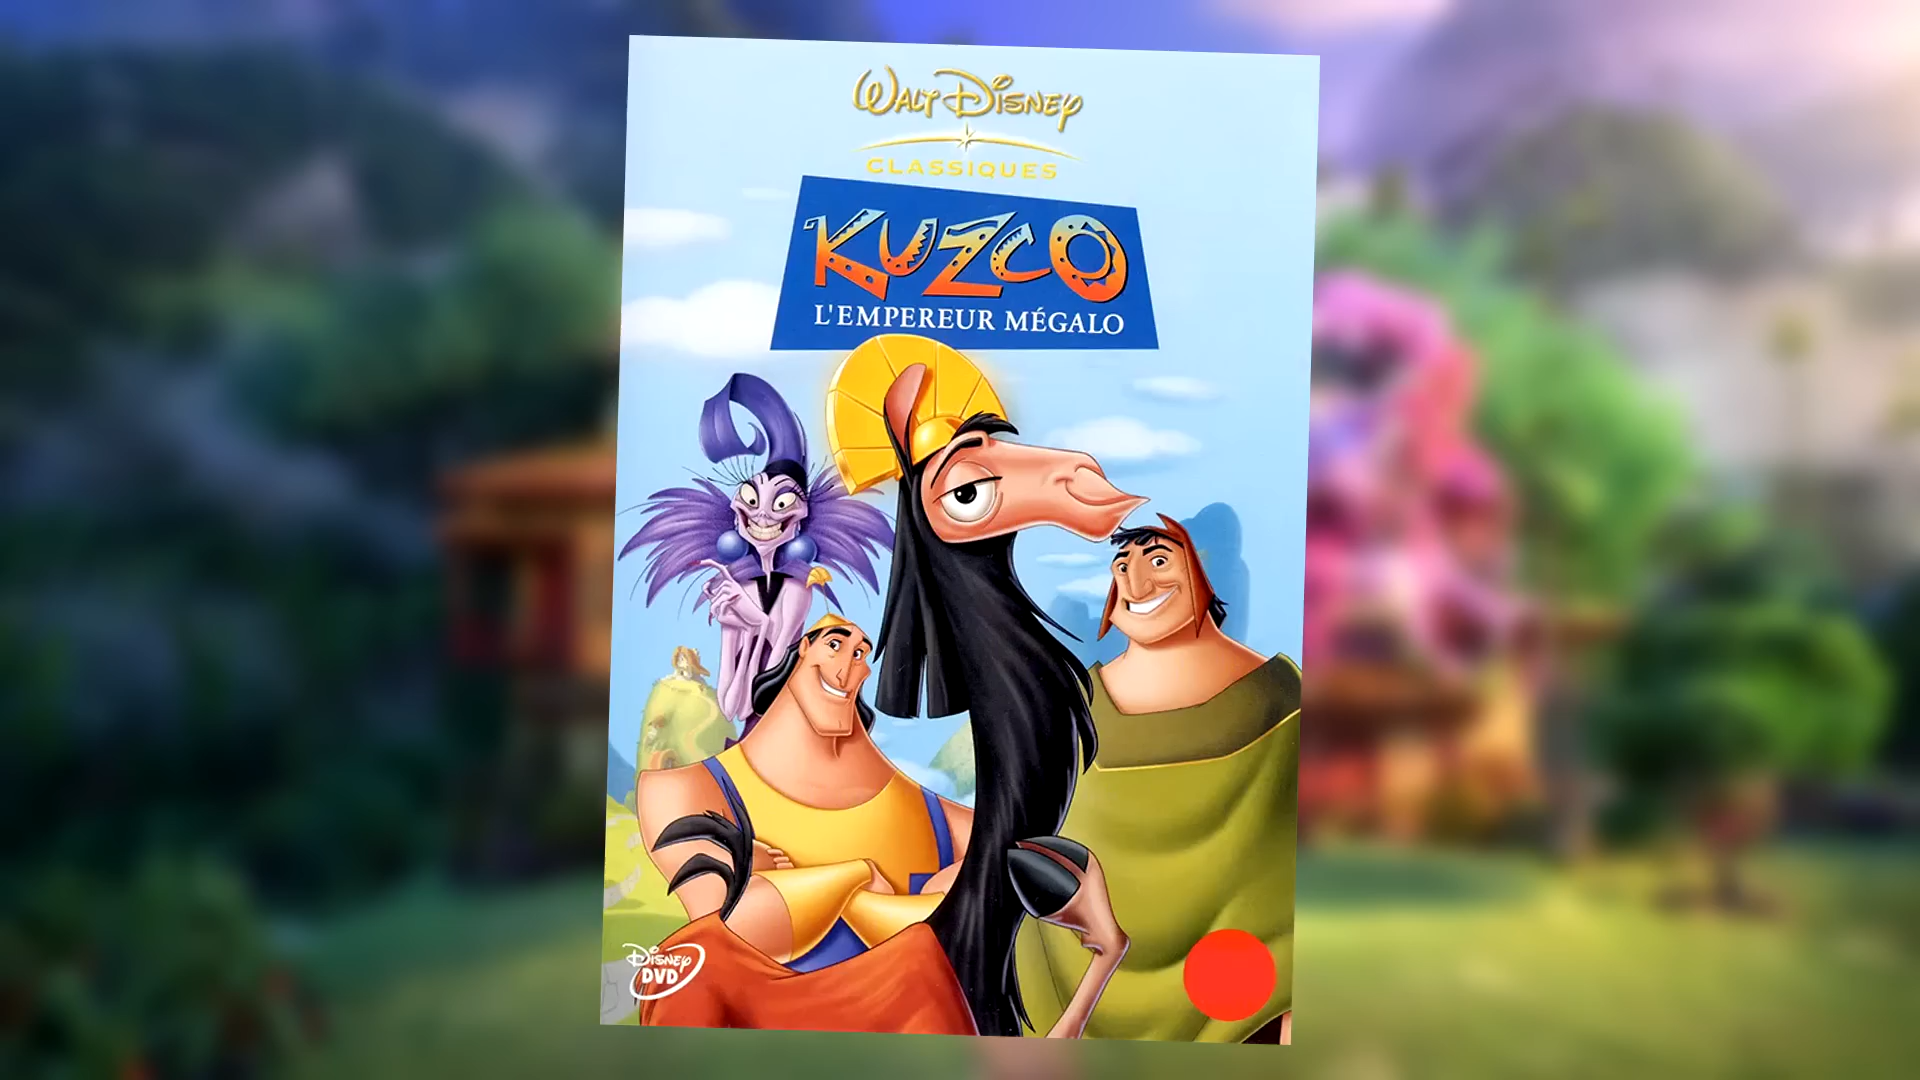 WALT DISNEY
CLASSIQUES
KUZCO
L'EMPEREUR MÉGALO
DISNEY
DVD